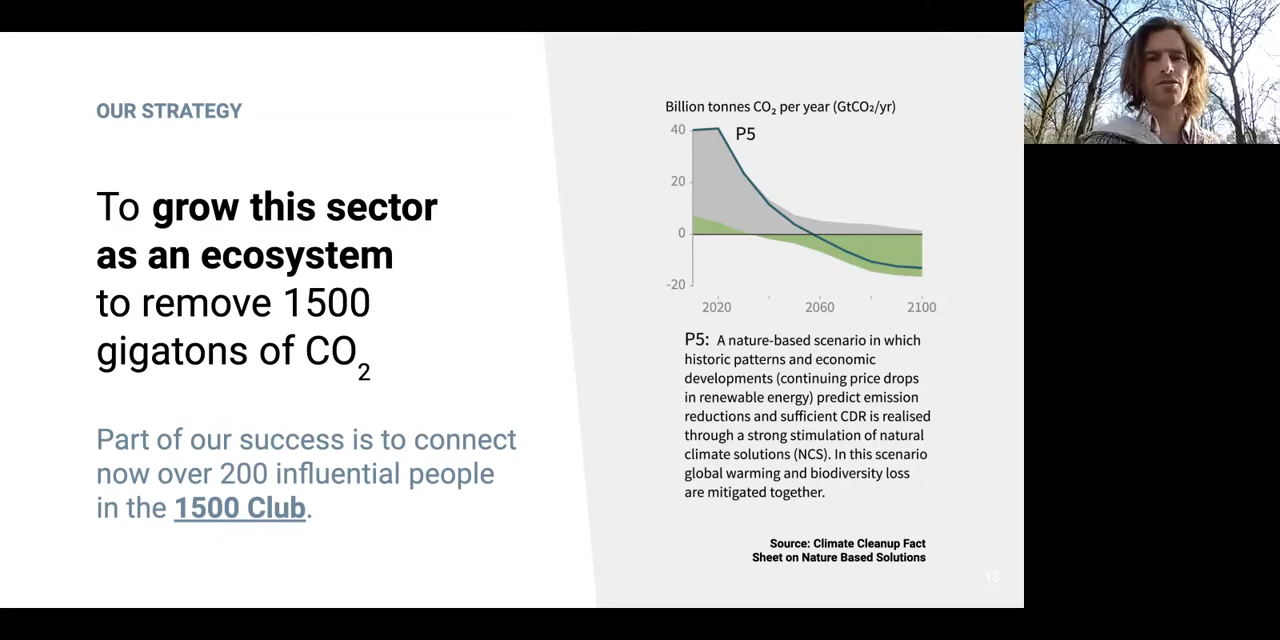 OUR STRATEGY
To grow this sector
as an ecosystem
to remove 1500
gigatons of CO2
Part of our success is to connect
now over 200 influential people
in the 1500 Club.
Billion tonnes CO₂ per year (GtCO₂/yr)
40
P5
20
0
-20
2020
2060
2100
P5: A nature-based scenario in which
historic patterns and economic
developments (continuing price drops
in renewable energy) predict emission
reductions and sufficient CDR is realised
through a strong stimulation of natural
climate solutions (NCS). In this scenario
global warming and biodiversity loss
are mitigated together.
Source: Climate Cleanup Fact
Sheet on Nature Based Solutions
13